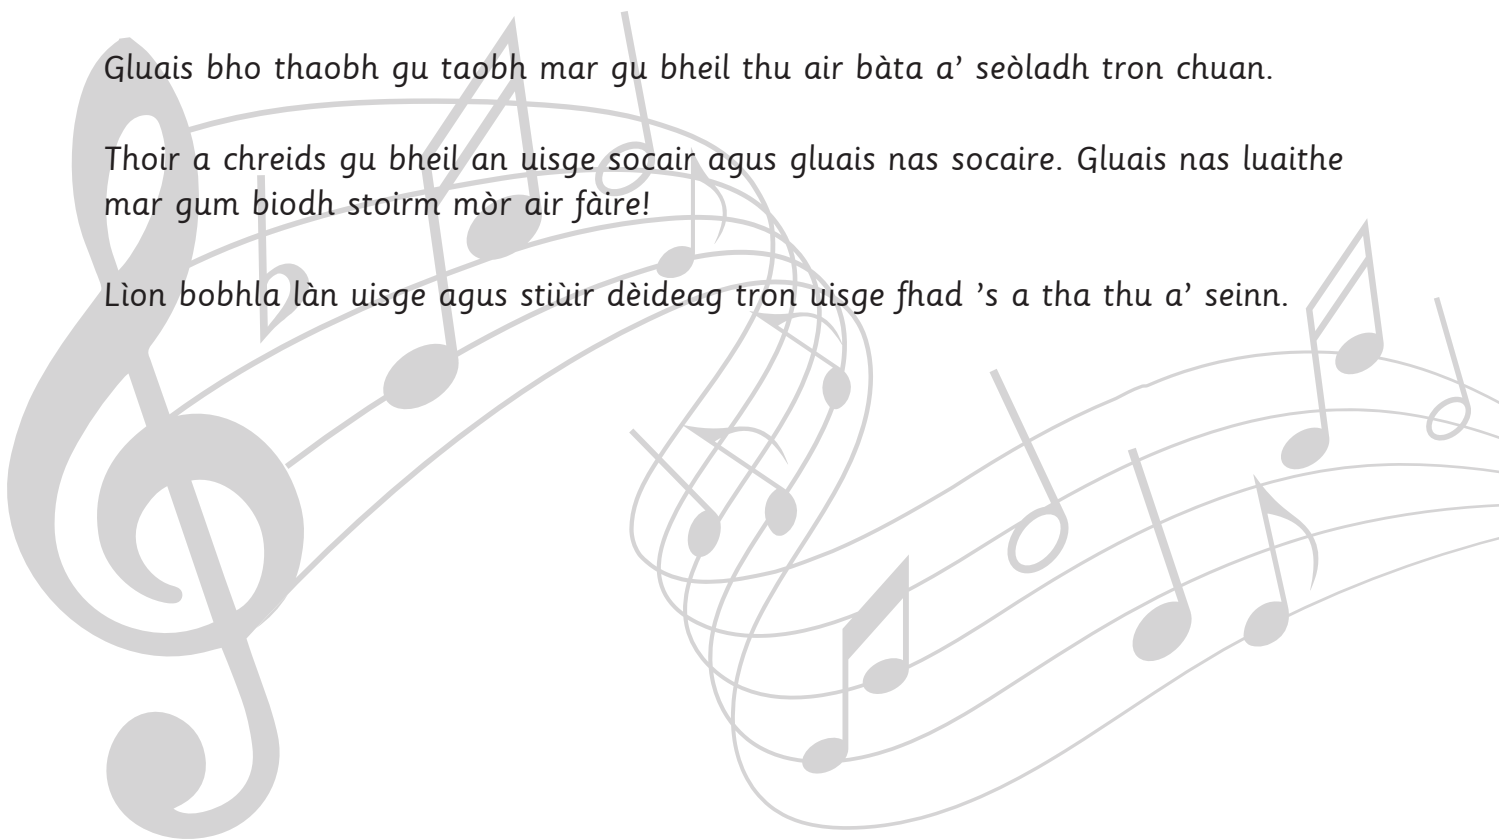 Gluais bho thaobh gu taobh mar gu bheil thu air bàta a’ seòladh tron chuan.
Thoir a chreids gu bheil an uisge socair agus gluais nas socaire. Gluais nas luaithe
mar gum biodh stoirm mòr air fàire!
Lìon bobhla làn uisge agus stiùir dèideag tron uisge fhad ’s a tha thu a’ seinn.